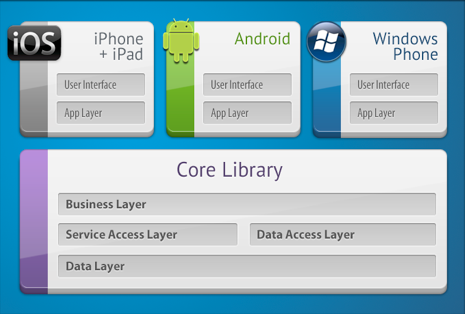 iOS
iPhone
+ iPad
User Interface
App Layer
Android
User Interface
App Layer
Windows
Phone
User Interface
App Layer
Core Library
Business Layer
Service Access Layer
Data Access Layer
Data Layer